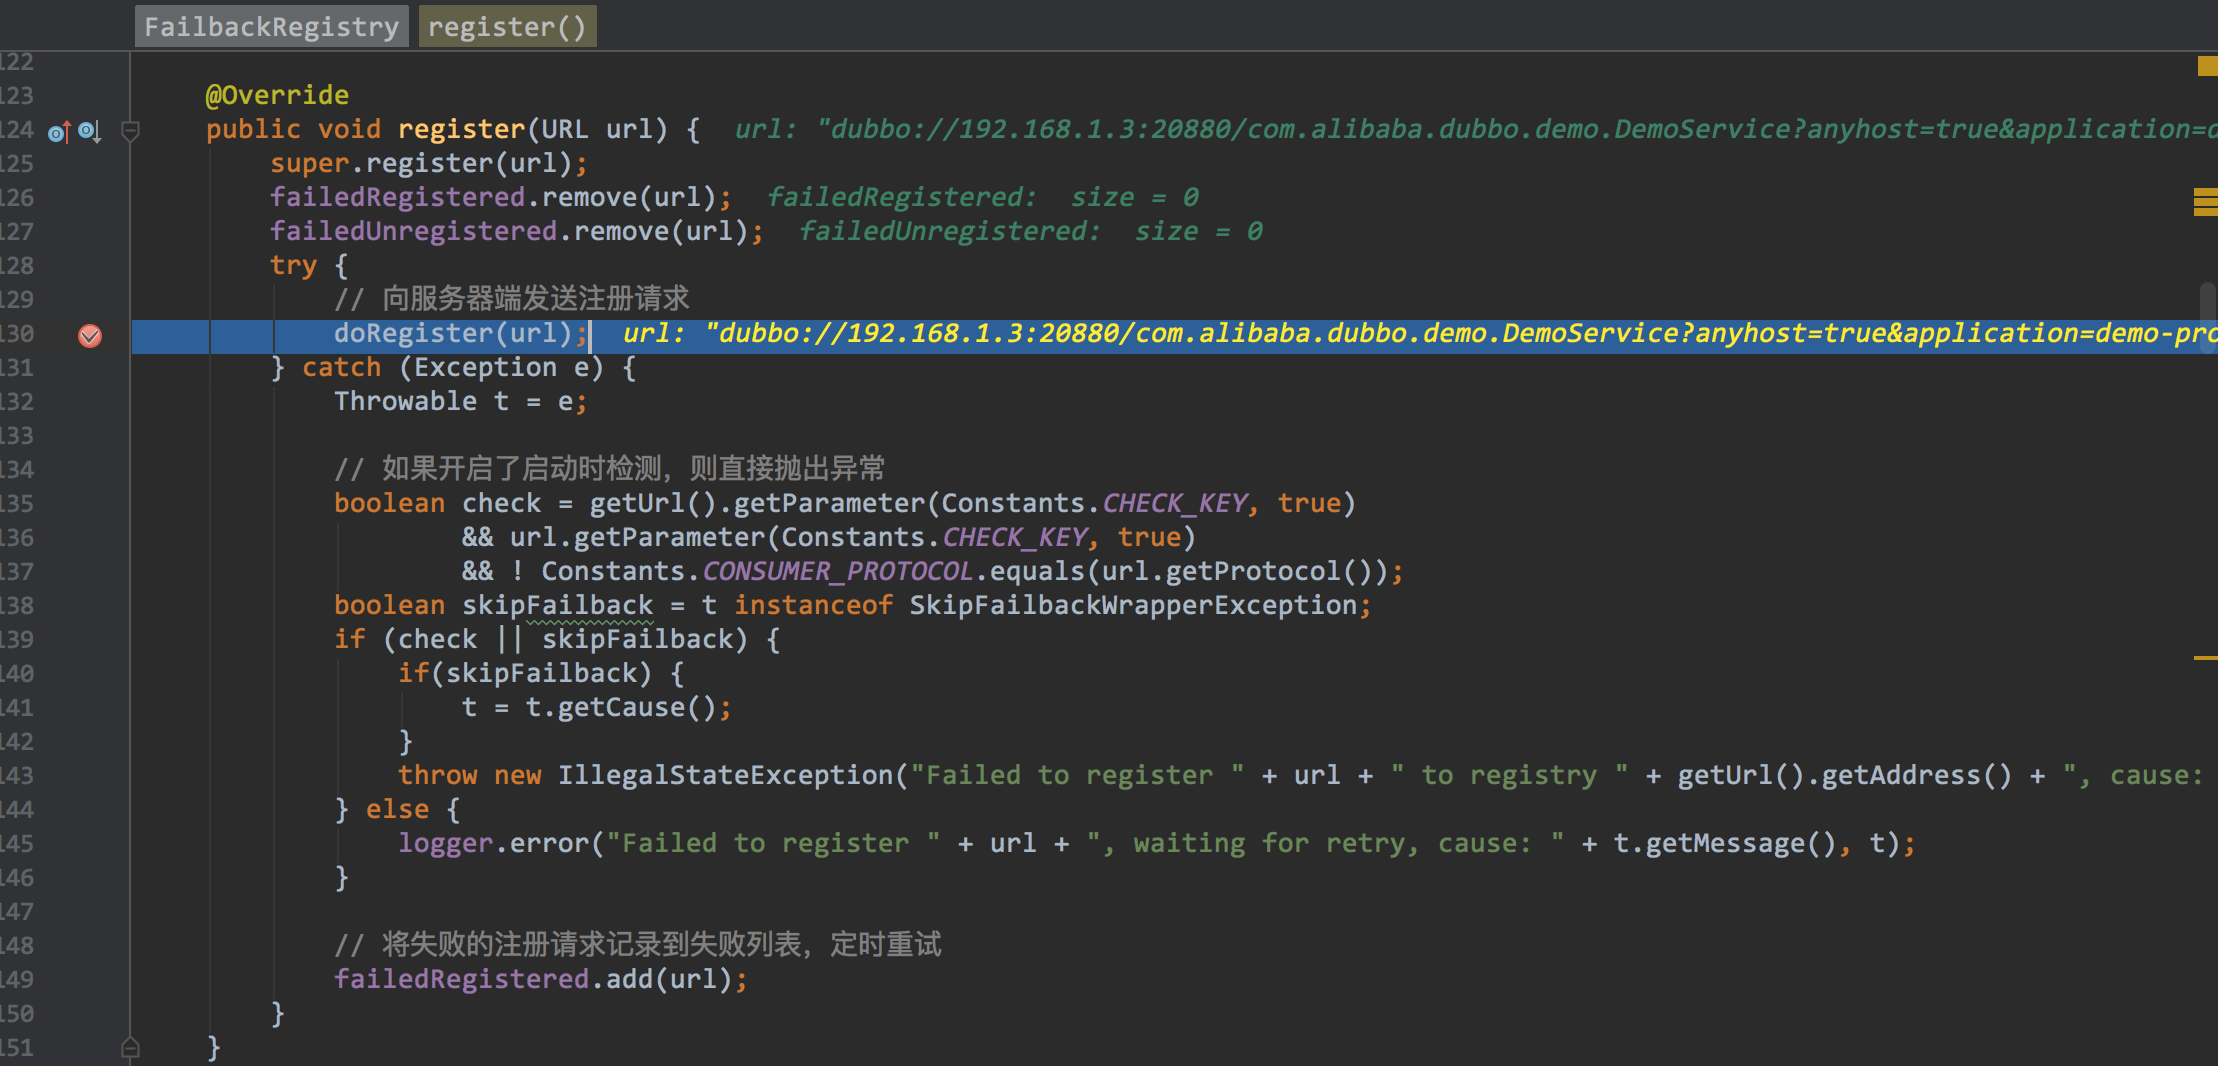 FailbackRegistry register()
122
123 @Override
124 public void register(URL url) { url: "dubbo://192.168.1.3:20880/com.alibaba.dubbo.demo.DemoService?anyhost=true&application=d
125 super.register(url);
126 failedRegistered.remove(url); failedRegistered: size = 0
127 failedUnregistered.remove(url); failedUnregistered: size = 0
128 try {
129 // 向服务器端发送注册请求
130 doRegister(url); url: "dubbo://192.168.1.3:20880/com.alibaba.dubbo.demo.DemoService?anyhost=true&application=demo-pro
131 } catch (Exception e) {
132 Throwable t = e;
133
134 // 如果开启了启动时检测，则直接抛出异常
135 boolean check = getUrl().getParameter(Constants.CHECK_KEY, true)
136 && url.getParameter(Constants.CHECK_KEY, true)
137 && ! Constants.CONSUMER_PROTOCOL.equals(url.getProtocol());
138 boolean skipFailback = t instanceof SkipFailbackWrapperException;
139 if (check || skipFailback) {
140 if(skipFailback) {
141 t = t.getCause();
142 }
143 throw new IllegalStateException("Failed to register " + url + " to registry " + getUrl().getAddress() + ", cause:
144 } else {
145 logger.error("Failed to register " + url + ", waiting for retry, cause: " + t.getMessage(), t);
146 }
147
148 // 将失败的注册请求记录到失败列表，定时重试
149 failedRegistered.add(url);
150 }
151 }